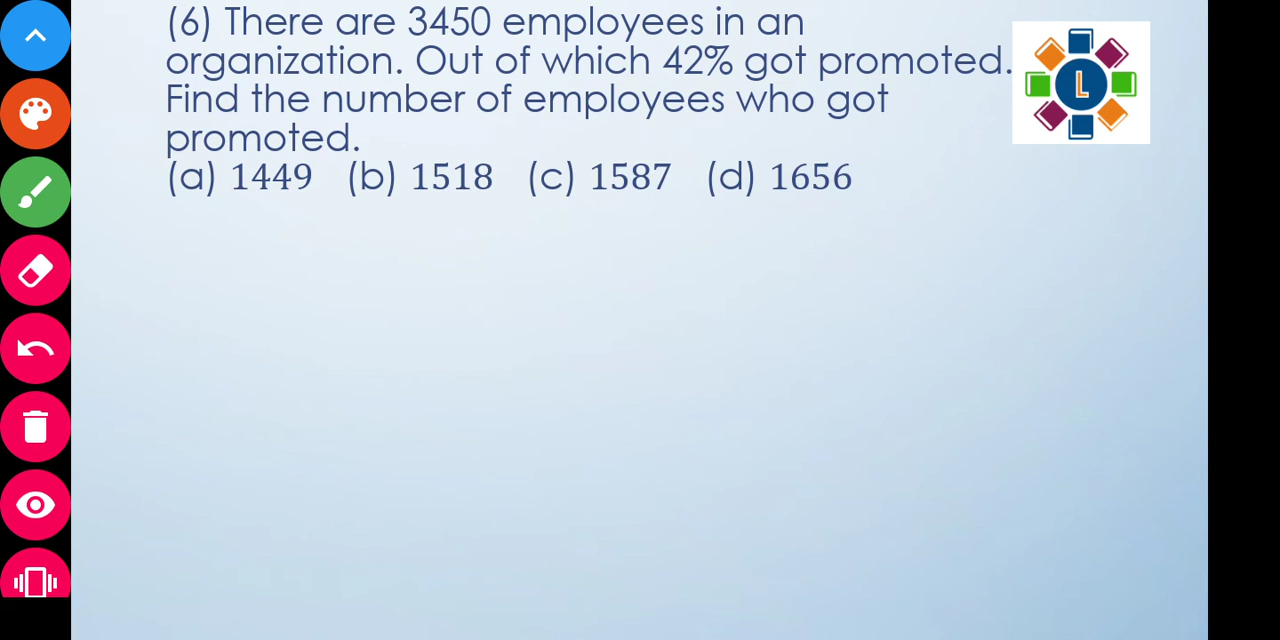 (6) There are 3450 employees in an
organization. Out of which 42% got promoted.
Find the number of employees who got
promoted.
(a) 1449 (b) 1518 (c) 1587 (d) 1656
L